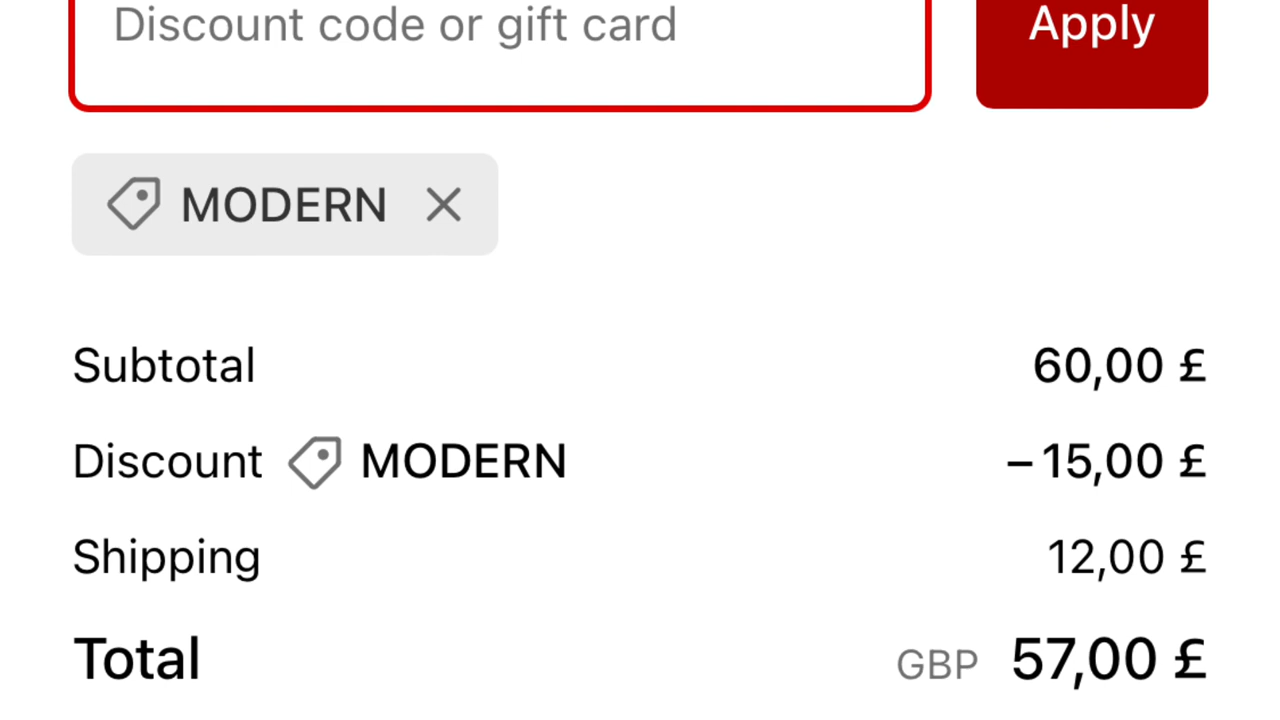 Discount code or gift card Apply
MODERN
Subtotal 60,00 £
Discount MODERN −15,00 £
Shipping 12,00 £
Total GBP 57,00 £